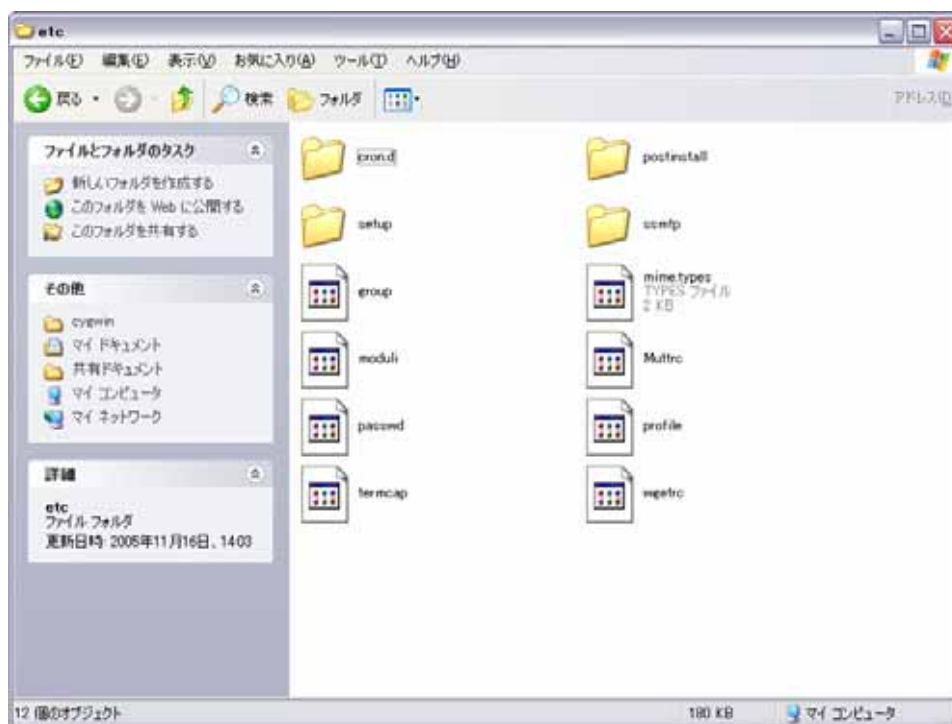 etc
ファイル(F) 編集(E) 表示(V) お気に入り(A) ツール(T) ヘルプ(H)
戻る 検索 フォルダ アドレス(D)
ファイルとフォルダのタスク
新しいフォルダを作成する
このフォルダを Web に公開する
このフォルダを共有する
その他
cygwin
マイ ドキュメント
共有ドキュメント
マイ コンピュータ
マイ ネットワーク
詳細
etc
ファイル フォルダ
更新日時: 2005年11月16日、14:03
cron.d
postinstall
setup
ssmtp
group
mime.types
TYPES ファイル
2 KB
moduli
Muttrc
passwd
profile
termcap
wgetrc
12 個のオブジェクト 180 KB マイ コンピュータ